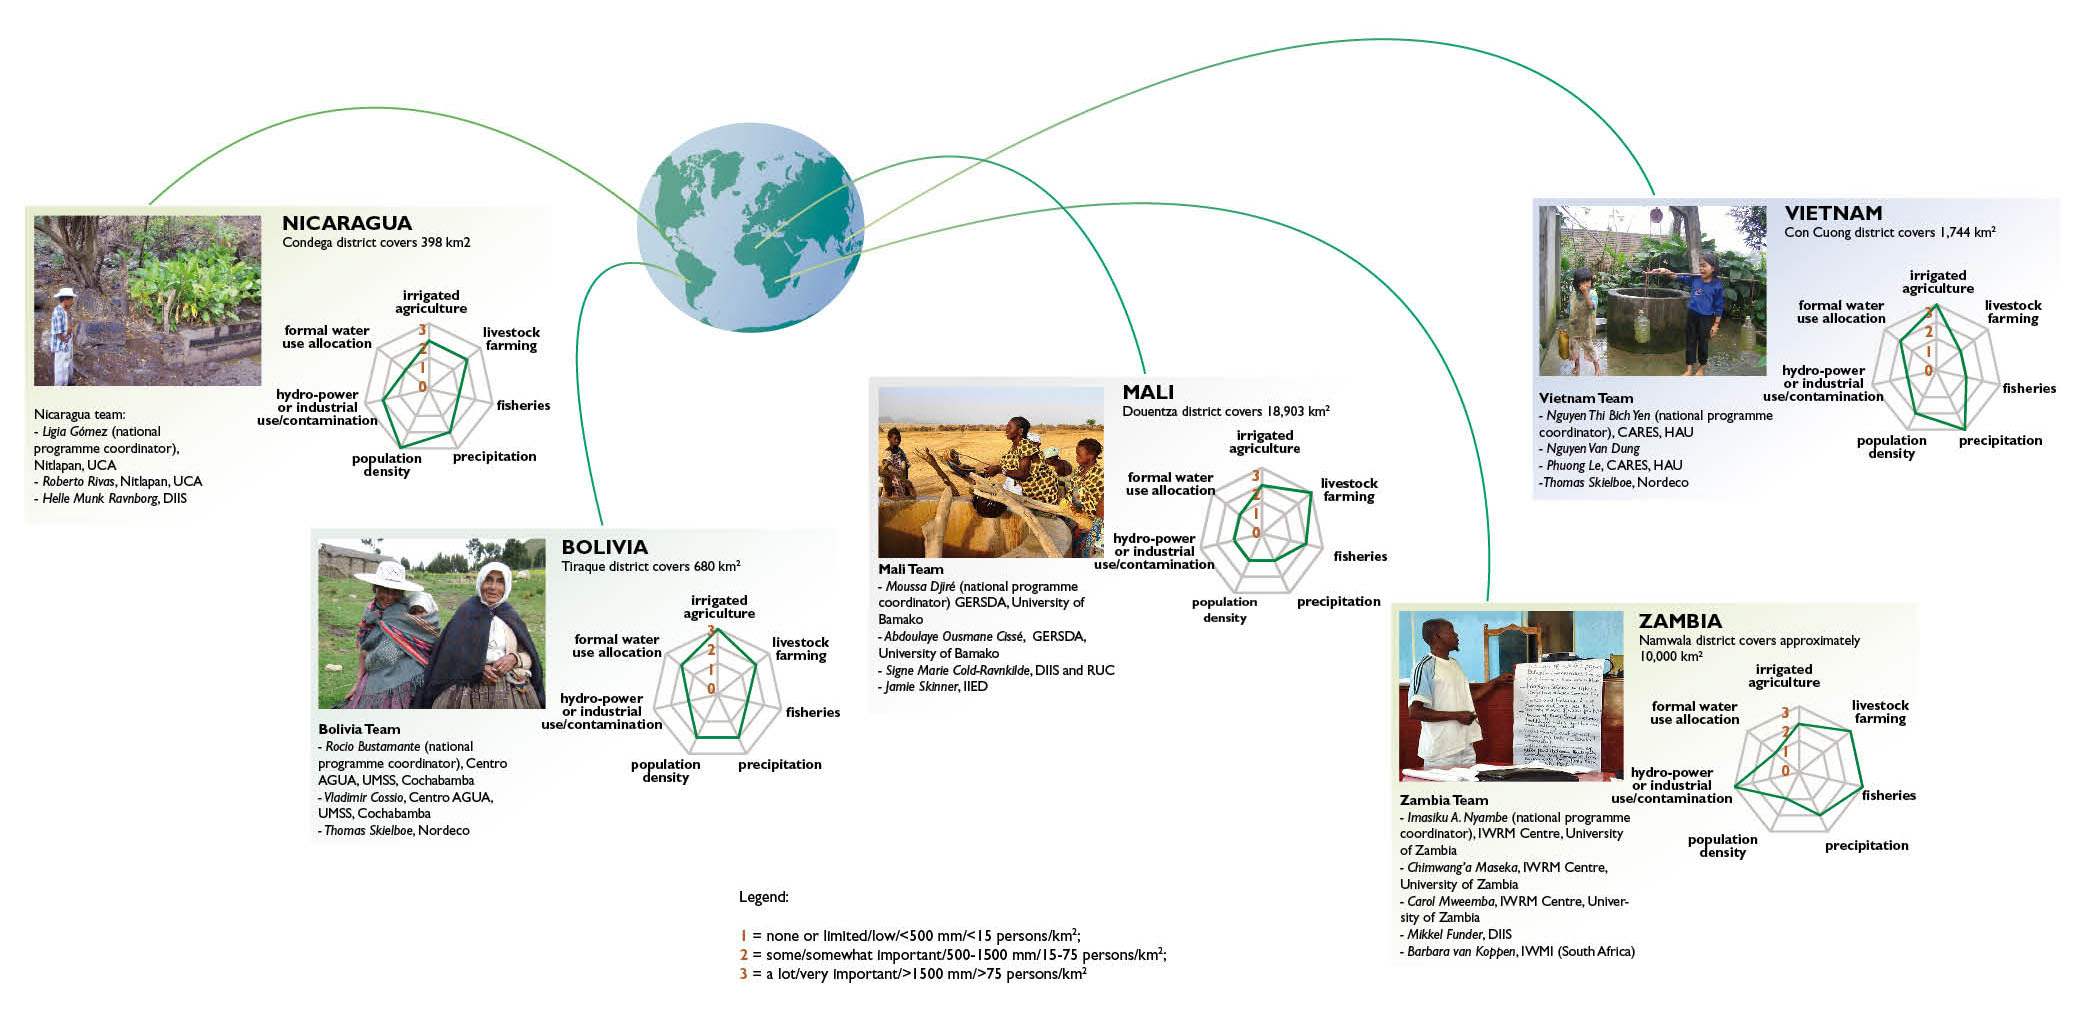 NICARAGUA
Condega district covers 398 km2
irrigated
agriculture
livestock
farming
fisheries
precipitation
population
density
hydro-power
or industrial
use/contamination
formal water
use allocation
3
2
1
0
Nicaragua team:
- Ligia Gómez (national
programme coordinator),
Nitlapan, UCA
- Roberto Rivas, Nitlapan, UCA
- Helle Munk Ravnborg, DIIS
BOLIVIA
Tiraque district covers 680 km²
irrigated
agriculture
livestock
farming
fisheries
precipitation
population
density
hydro-power
or industrial
use/contamination
formal water
use allocation
3
2
1
0
Bolivia Team
- Rocio Bustamante (national
programme coordinator), Centro
AGUA, UMSS, Cochabamba
- Vladimir Cossio, Centro AGUA,
UMSS, Cochabamba
- Thomas Skielboe, Nordeco
MALI
Douentza district covers 18,903 km²
irrigated
agriculture
livestock
farming
fisheries
precipitation
population
density
hydro-power
or industrial
use/contamination
formal water
use allocation
3
2
1
0
Mali Team
- Moussa Djiré (national programme
coordinator) GERSDA, University of
Bamako
- Abdoulaye Ousmane Cissé, GERSDA,
University of Bamako
- Signe Marie Cold-Ravnkilde, DIIS and RUC
- Jamie Skinner, IIED
VIETNAM
Con Cuong district covers 1,744 km²
irrigated
agriculture
livestock
farming
fisheries
precipitation
population
density
hydro-power
or industrial
use/contamination
formal water
use allocation
3
2
1
0
Vietnam Team
- Nguyen Thi Bich Yen (national programme
coordinator), CARES, HAU
- Nguyen Van Dung
- Phuong Le, CARES, HAU
-Thomas Skielboe, Nordeco
ZAMBIA
Namwala district covers approximately
10,000 km²
irrigated
agriculture
livestock
farming
fisheries
precipitation
population
density
hydro-power
or industrial
use/contamination
formal water
use allocation
3
2
1
0
Zambia Team
- Imasiku A. Nyambe (national programme
coordinator), IWRM Centre, University
of Zambia
- Chimwang'a Maseka, IWRM Centre,
University of Zambia
- Carol Mweemba, IWRM Centre, Univer-
sity of Zambia
- Mikkel Funder, DIIS
- Barbara van Koppen, IWMI (South Africa)
Legend:
1 = none or limited/low/<500 mm/<15 persons/km²;
2 = some/somewhat important/500-1500 mm/15-75 persons/km²;
3 = a lot/very important/>1500 mm/>75 persons/km²